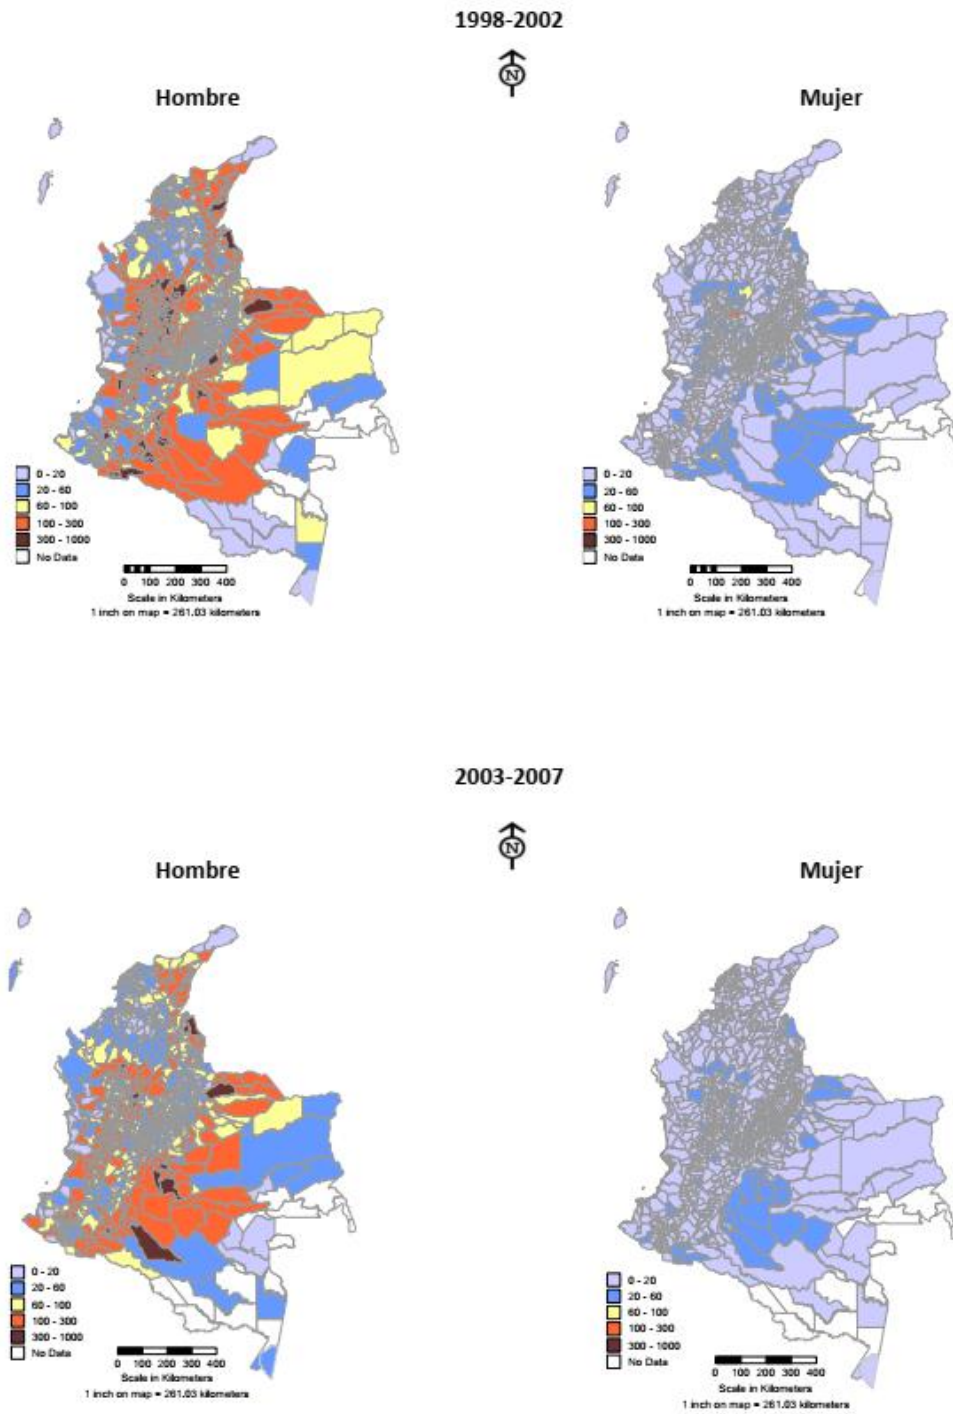 1998-2002
N
Hombre
Mujer
0 - 20
20 - 60
60 - 100
100 - 300
300 - 1000
No Data
0 100 200 300 400
Scale in Kilometers
1 inch on map = 261.03 kilometers
0 - 20
20 - 60
60 - 100
100 - 300
300 - 1000
No Data
0 100 200 300 400
Scale in Kilometers
1 inch on map = 261.03 kilometers
2003-2007
N
Hombre
Mujer
0 - 20
20 - 60
60 - 100
100 - 300
300 - 1000
No Data
0 100 200 300 400
Scale in Kilometers
1 inch on map = 261.03 kilometers
0 - 20
20 - 60
60 - 100
100 - 300
300 - 1000
No Data
0 100 200 300 400
Scale in Kilometers
1 inch on map = 261.03 kilometers